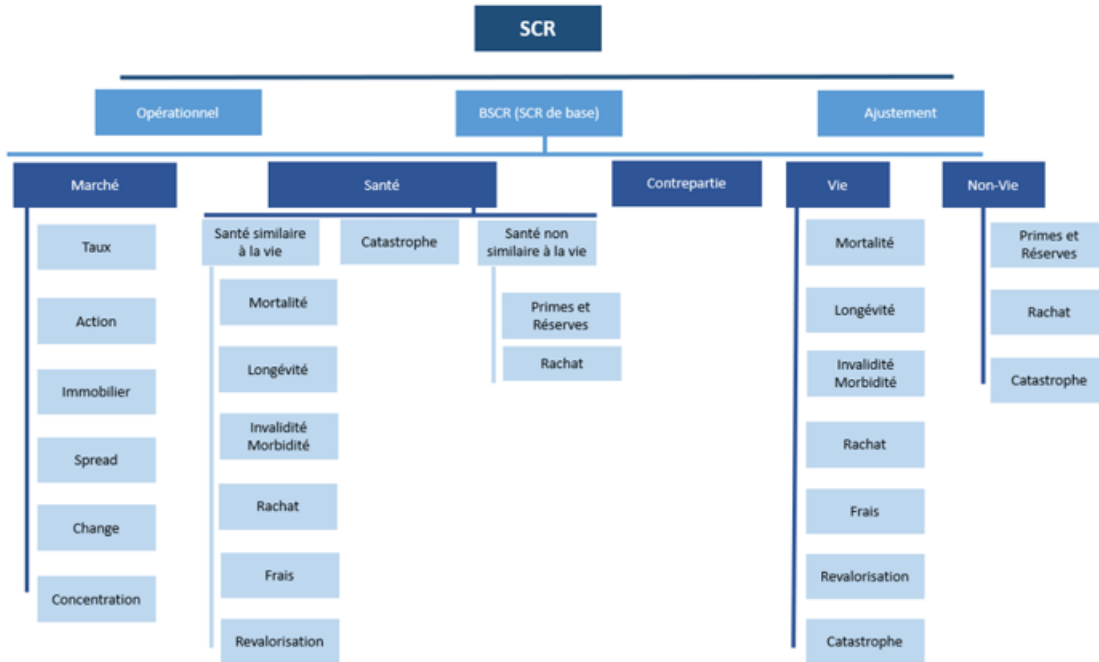 SCR
Opérationnel
BSCR (SCR de base)
Ajustement
Marché
Santé
Contrepartie
Vie
Non-Vie
Taux
Action
Immobilier
Spread
Change
Concentration
Santé similaire
à la vie
Mortalité
Longévité
Invalidité
Morbidité
Rachat
Frais
Revalorisation
Catastrophe
Santé non
similaire à la vie
Primes et
Réserves
Rachat
Mortalité
Longévité
Invalidité
Morbidité
Rachat
Frais
Revalorisation
Catastrophe
Primes et
Réserves
Rachat
Catastrophe